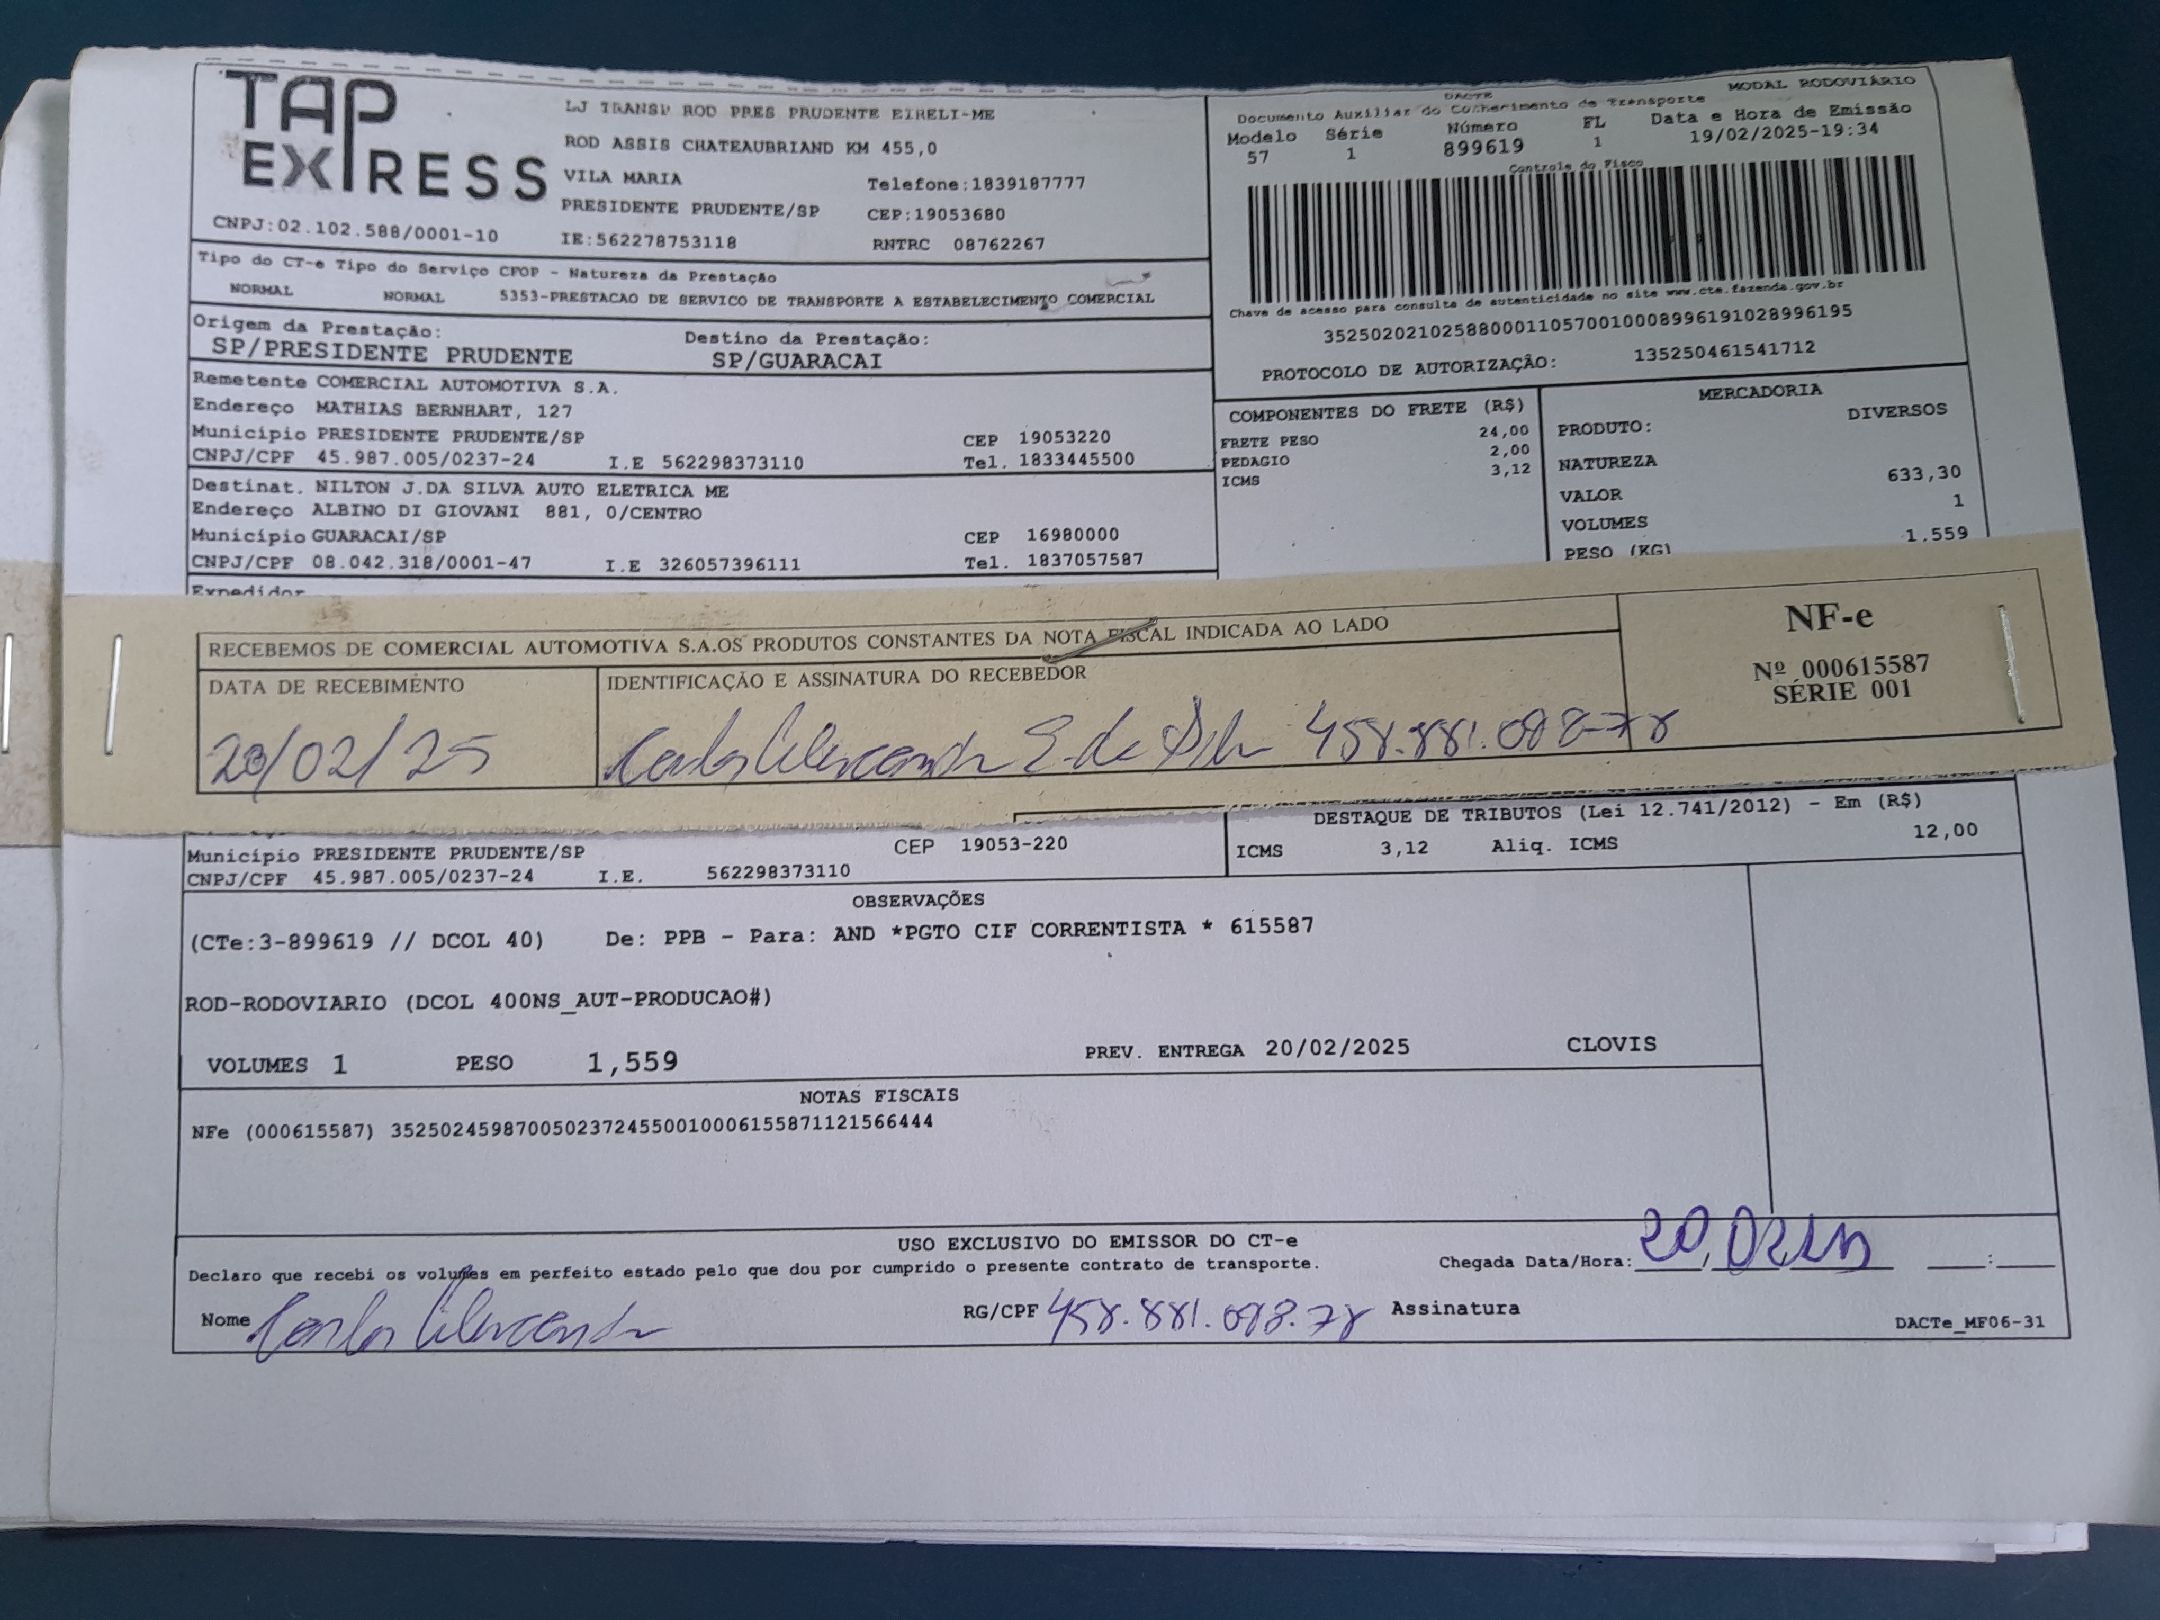 TAP
EXPRESS
CNPJ:02.102.588/0001-10
LJ TRANSP ROD PRES PRUDENTE EIRELI-ME
ROD ASSIS CHATEAUBRIAND KM 455,0
VILA MARIA Telefone:1839187777
PRESIDENTE PRUDENTE/SP CEP:19053680
IE:562278753118 RNTRC 08762267
DACTE MODAL RODOVIÁRIO
Documento Auxiliar do Conhecimento de Transporte
Modelo Série Número FL Data e Hora de Emissão
57 1 899619 1 19/02/2025-19:34
Controle do Fisco
Chave de acesso para consulta de autenticidade no site www.cte.fazenda.gov.br
35250202102588000110570010008996191028996195
PROTOCOLO DE AUTORIZAÇÃO: 135250461541712
Tipo do CT-e Tipo do Serviço CFOP - Natureza da Prestação
NORMAL NORMAL 5353-PRESTACAO DE SERVICO DE TRANSPORTE A ESTABELECIMENTO COMERCIAL
Origem da Prestação: Destino da Prestação:
SP/PRESIDENTE PRUDENTE SP/GUARACAI
Remetente COMERCIAL AUTOMOTIVA S.A.
Endereço MATHIAS BERNHART, 127
Município PRESIDENTE PRUDENTE/SP CEP 19053220
CNPJ/CPF 45.987.005/0237-24 I.E 562298373110 Tel. 1833445500
Destinat. NILTON J.DA SILVA AUTO ELETRICA ME
Endereço ALBINO DI GIOVANI 881, 0/CENTRO
Município GUARACAI/SP CEP 16980000
CNPJ/CPF 08.042.318/0001-47 I.E 326057396111 Tel. 1837057587
Expedidor
COMPONENTES DO FRETE (R$)
FRETE PESO 24,00
PEDAGIO 2,00
ICMS 3,12
MERCADORIA
PRODUTO: DIVERSOS
NATUREZA
VALOR 633,30
VOLUMES 1
PESO (KG) 1,559
RECEBEMOS DE COMERCIAL AUTOMOTIVA S.A.OS PRODUTOS CONSTANTES DA NOTA FISCAL INDICADA AO LADO
DATA DE RECEBIMENTO IDENTIFICAÇÃO E ASSINATURA DO RECEBEDOR
20/02/25 Carlos Alexandre S. da Silva 458.881.098-78
NF-e
Nº 000615587
SÉRIE 001
Município PRESIDENTE PRUDENTE/SP CEP 19053-220
CNPJ/CPF 45.987.005/0237-24 I.E. 562298373110
DESTAQUE DE TRIBUTOS (Lei 12.741/2012) - Em (R$)
ICMS 3,12 Aliq. ICMS 12,00
OBSERVAÇÕES
(CTe:3-899619 // DCOL 40) De: PPB - Para: AND *PGTO CIF CORRENTISTA * 615587
ROD-RODOVIARIO (DCOL 400NS_AUT-PRODUCAO#)
VOLUMES 1 PESO 1,559 PREV. ENTREGA 20/02/2025 CLOVIS
NOTAS FISCAIS
NFe (000615587) 35250245987005023724550010006155871121566444
USO EXCLUSIVO DO EMISSOR DO CT-e
Declaro que recebi os volumes em perfeito estado pelo que dou por cumprido o presente contrato de transporte. Chegada Data/Hora: 20/02/25
Nome Carlos Alexandre RG/CPF 458.881.098.78 Assinatura
DACTe_MF06-31